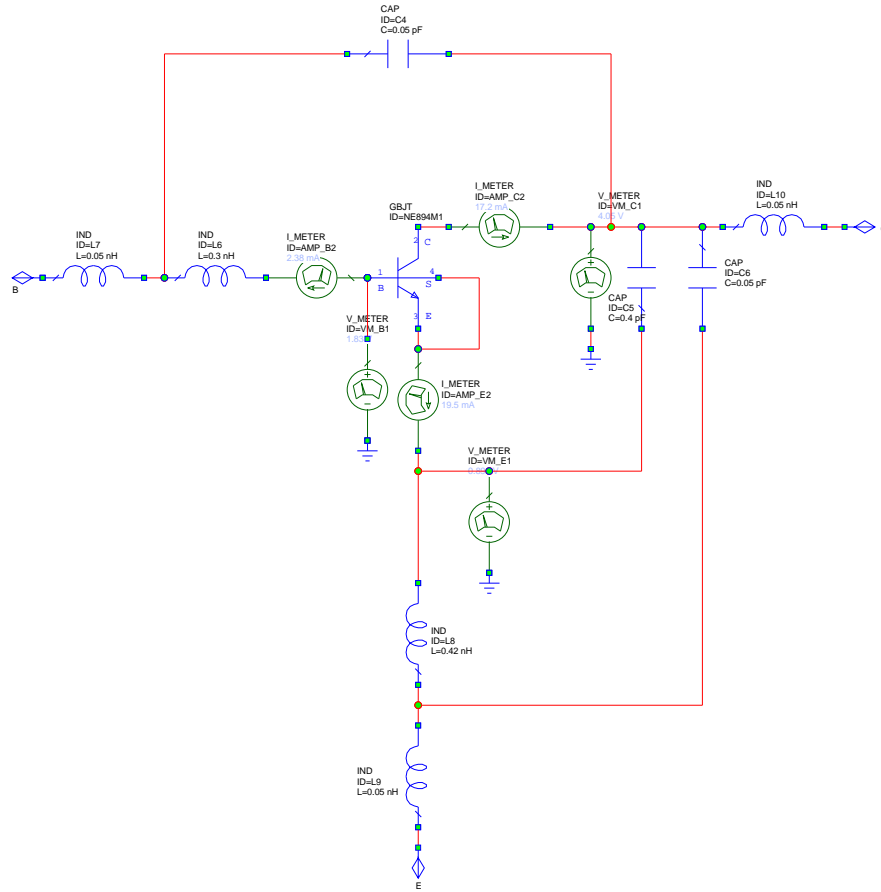 CAP
ID=C4
C=0.05 pF
I_METER
ID=AMP_C2
17.2 mA
GBJT
ID=NE894M1
V_METER
ID=VM_C1
4.05 V
IND
ID=L10
L=0.05 nH
IND
ID=L7
L=0.05 nH
IND
ID=L6
L=0.3 nH
I_METER
ID=AMP_B2
2.38 mA
2
C
1
B
4
S
3
E
B
CAP
ID=C6
C=0.05 pF
CAP
ID=C5
C=0.4 pF
V_METER
ID=VM_B1
I_METER
ID=AMP_E2
19.5 mA
V_METER
ID=VM_E1
IND
ID=L8
L=0.42 nH
IND
ID=L9
L=0.05 nH
E